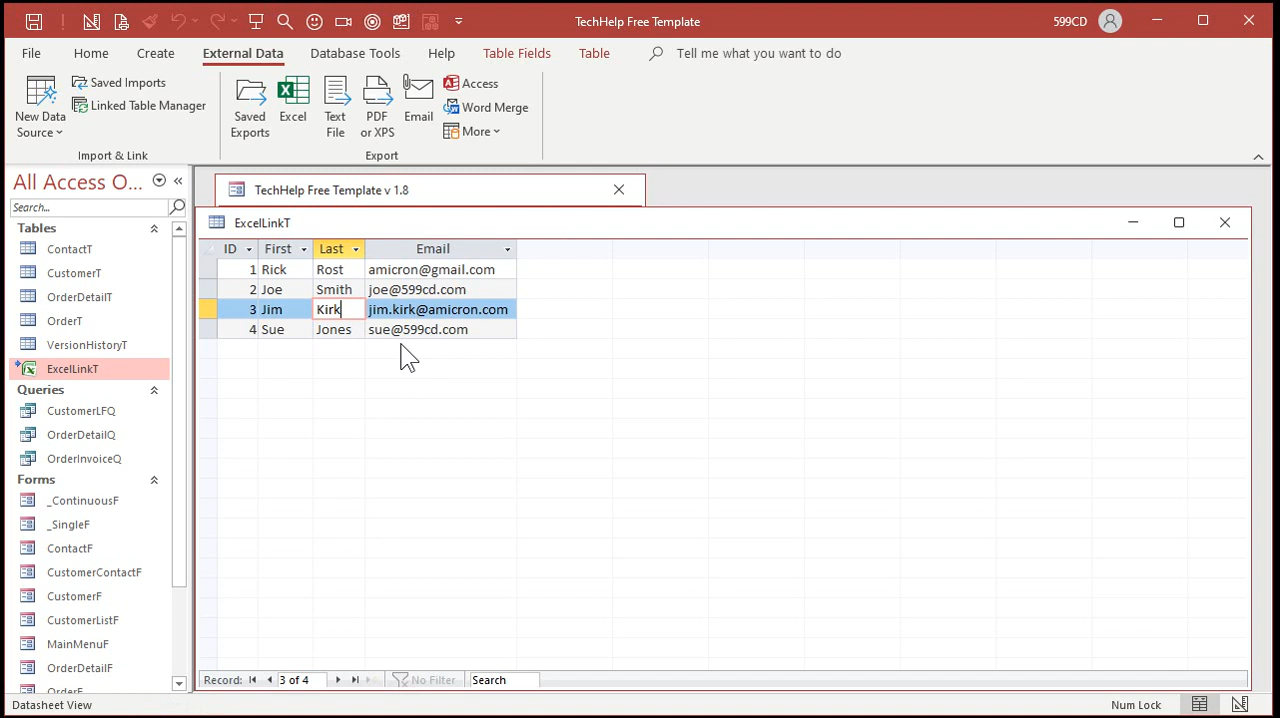 TechHelp Free Template
599CD
File Home Create External Data Database Tools Help Table Fields Table Tell me what you want to do
New Data Source
Saved Imports
Linked Table Manager
Import & Link
Saved Exports
Excel
Text File
PDF or XPS
Email
Access
Word Merge
More
Export
All Access O...
Search...
Tables
ContactT
CustomerT
OrderDetailT
OrderT
VersionHistoryT
ExcelLinkT
Queries
CustomerLFQ
OrderDetailQ
OrderInvoiceQ
Forms
_ContinuousF
_SingleF
ContactF
CustomerContactF
CustomerF
CustomerListF
MainMenuF
OrderDetailF
OrderF
TechHelp Free Template v 1.8
ExcelLinkT
ID First Last Email
1 Rick Rost amicron@gmail.com
2 Joe Smith joe@599cd.com
3 Jim Kirk jim.kirk@amicron.com
4 Sue Jones sue@599cd.com
Record: 3 of 4 No Filter Search
Datasheet View
Num Lock